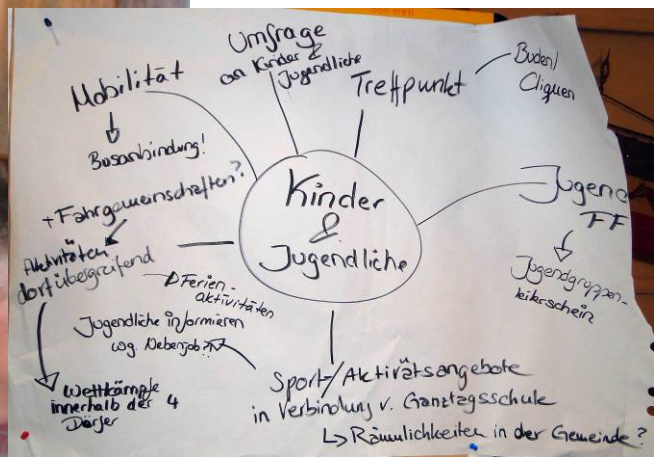 Umfrage
an Kinder &
Jugendliche
Mobilität
↓
Busanbindung!
+ Fahrgemeinschaften?
Treffpunkt
Buden/
Cliquen
Kinder
&
Jugendliche
Jugend
FF
↓
Jugendgruppen-
leiterschein
Aktivitäten
dorfübergreifend
→ Ferien-
aktivitäten
Wettkämpfe
innerhalb der 4
Dörfer
Jugendliche informieren
wg. Nebenjob
Sport-/Aktivitätsangebote
in Verbindung v. Ganztagsschule
↳ Räumlichkeiten in der Gemeinde?